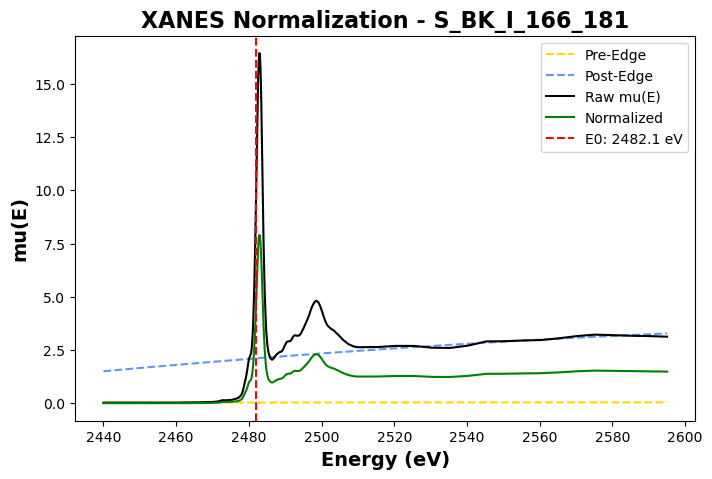 XANES Normalization - S_BK_I_166_181
Pre-Edge
Post-Edge
Raw mu(E)
Normalized
E0: 2482.1 eV
mu(E)
15.0
12.5
10.0
7.5
5.0
2.5
0.0
2440 2460 2480 2500 2520 2540 2560 2580 2600
Energy (eV)